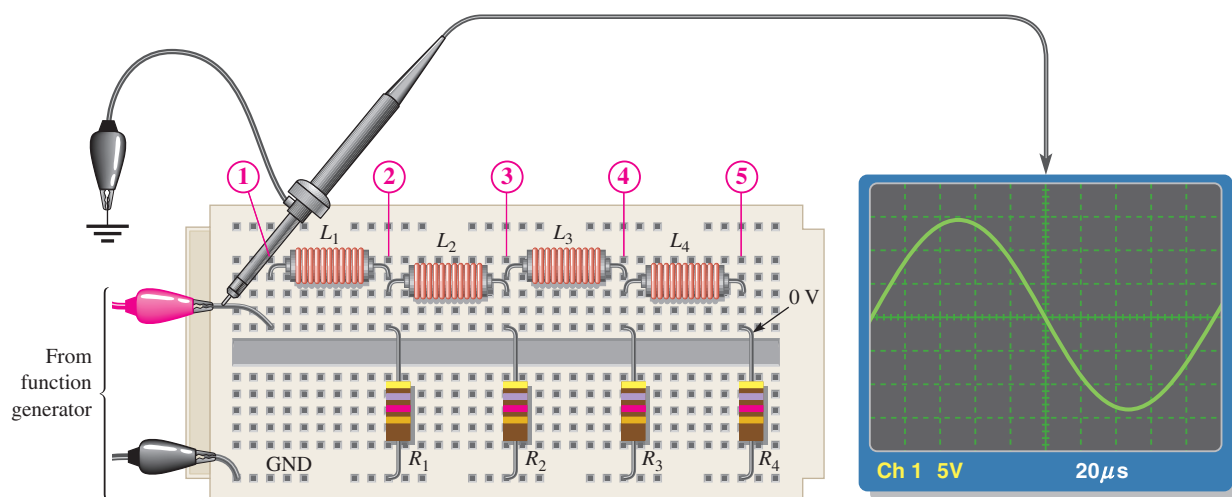 1
2
3
4
5
L1
L2
L3
L4
0 V
From
function
generator
GND
R1
R2
R3
R4
Ch 1 5V 20μs